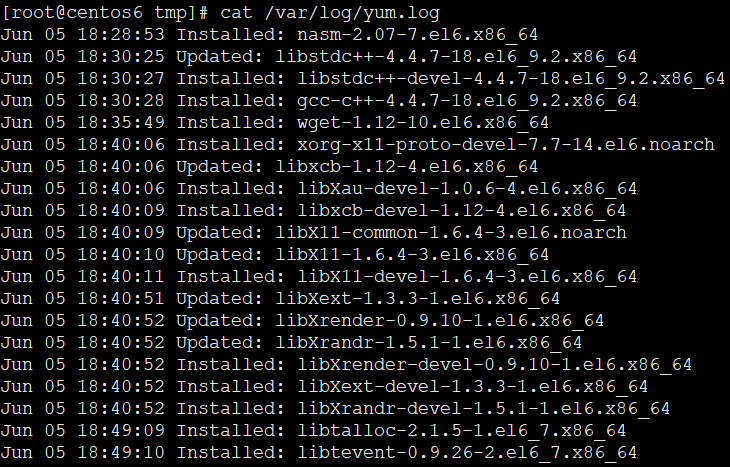 [root@centos6 tmp]# cat /var/log/yum.log
Jun 05 18:28:53 Installed: nasm-2.07-7.el6.x86_64
Jun 05 18:30:25 Updated: libstdc++-4.4.7-18.el6_9.2.x86_64
Jun 05 18:30:27 Installed: libstdc++-devel-4.4.7-18.el6_9.2.x86_64
Jun 05 18:30:28 Installed: gcc-c++-4.4.7-18.el6_9.2.x86_64
Jun 05 18:35:49 Installed: wget-1.12-10.el6.x86_64
Jun 05 18:40:06 Installed: xorg-x11-proto-devel-7.7-14.el6.noarch
Jun 05 18:40:06 Updated: libxcb-1.12-4.el6.x86_64
Jun 05 18:40:06 Installed: libXau-devel-1.0.6-4.el6.x86_64
Jun 05 18:40:09 Installed: libxcb-devel-1.12-4.el6.x86_64
Jun 05 18:40:09 Updated: libX11-common-1.6.4-3.el6.noarch
Jun 05 18:40:10 Updated: libX11-1.6.4-3.el6.x86_64
Jun 05 18:40:11 Installed: libX11-devel-1.6.4-3.el6.x86_64
Jun 05 18:40:51 Updated: libXext-1.3.3-1.el6.x86_64
Jun 05 18:40:52 Updated: libXrender-0.9.10-1.el6.x86_64
Jun 05 18:40:52 Updated: libXrandr-1.5.1-1.el6.x86_64
Jun 05 18:40:52 Installed: libXrender-devel-0.9.10-1.el6.x86_64
Jun 05 18:40:52 Installed: libXext-devel-1.3.3-1.el6.x86_64
Jun 05 18:40:52 Installed: libXrandr-devel-1.5.1-1.el6.x86_64
Jun 05 18:49:09 Installed: libtalloc-2.1.5-1.el6_7.x86_64
Jun 05 18:49:10 Installed: libtevent-0.9.26-2.el6_7.x86_64